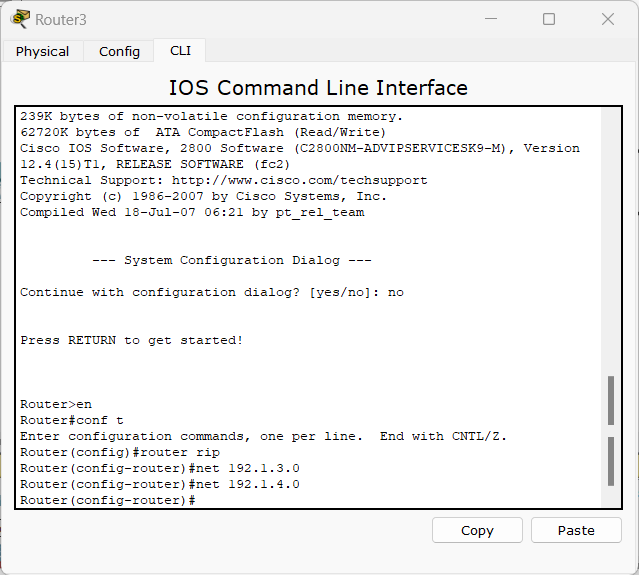 Router3
Physical Config CLI
IOS Command Line Interface
239K bytes of non-volatile configuration memory.
62720K bytes of  ATA CompactFlash (Read/Write)
Cisco IOS Software, 2800 Software (C2800NM-ADVIPSERVICESK9-M), Version
12.4(15)T1, RELEASE SOFTWARE (fc2)
Technical Support: http://www.cisco.com/techsupport
Copyright (c) 1986-2007 by Cisco Systems, Inc.
Compiled Wed 18-Jul-07 06:21 by pt_rel_team
--- System Configuration Dialog ---
Continue with configuration dialog? [yes/no]: no
Press RETURN to get started!
Router>en
Router#conf t
Enter configuration commands, one per line.  End with CNTL/Z.
Router(config)#router rip
Router(config-router)#net 192.1.3.0
Router(config-router)#net 192.1.4.0
Router(config-router)#
Copy Paste